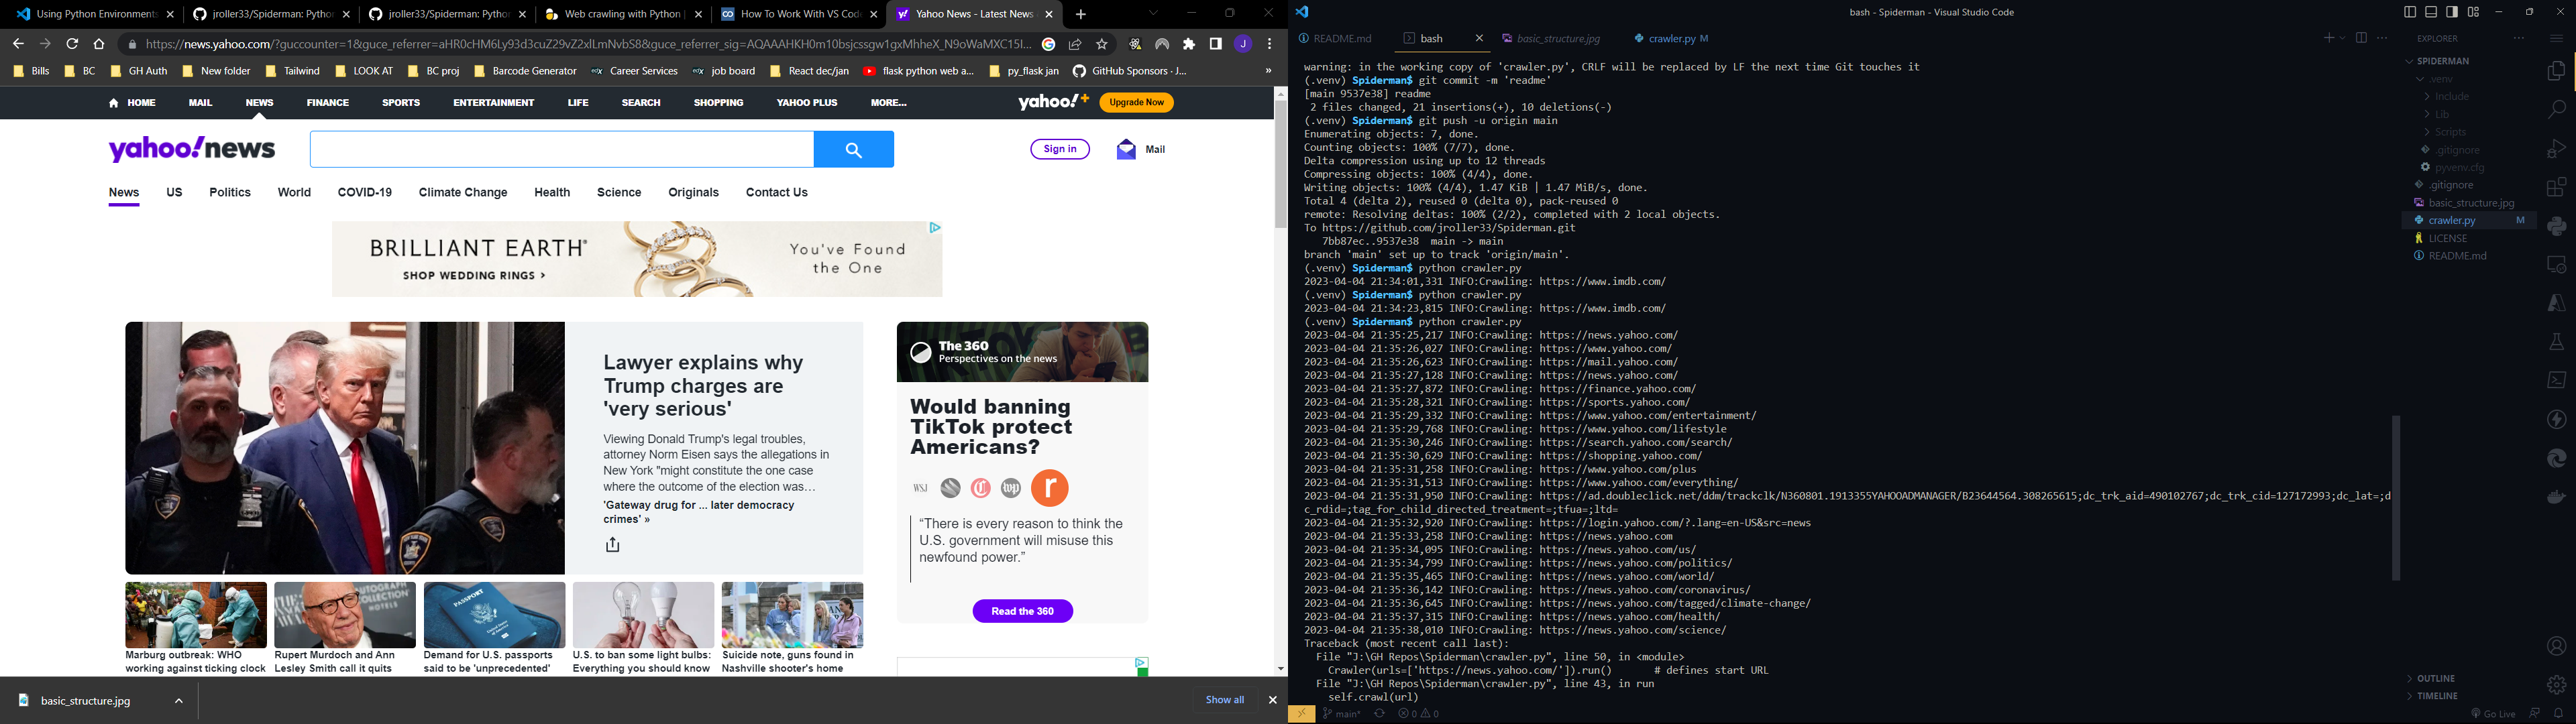 Using Python Environments
jroller33/Spiderman: Python
jroller33/Spiderman: Python
Web crawling with Python
How To Work With VS Code
Yahoo News - Latest News
https://news.yahoo.com/?guccounter=1&guce_referrer=
Bills
BC
GH Auth
New folder
Tailwind
LOOK AT
BC proj
Barcode Generator
Career Services
job board
React dec/jan
flask python web a...
py_flask jan
GitHub Sponsors · J...
HOME
MAIL
NEWS
FINANCE
SPORTS
ENTERTAINMENT
LIFE
SEARCH
SHOPPING
YAHOO PLUS
MORE...
yahoo!+
Upgrade Now
yahoo!news
Sign in
Mail
News
US
Politics
World
COVID-19
Climate Change
Health
Science
Originals
Contact Us
BRILLIANT EARTH®
SHOP WEDDING RINGS >
You've Found
the One
Lawyer explains why
Trump charges are
'very serious'
Viewing Donald Trump's legal troubles,
attorney Norm Eisen says the allegations in
New York "might constitute the one case
where the outcome of the election was…
'Gateway drug for ... later democracy
crimes' »
The 360
Perspectives on the news
Would banning
TikTok protect
Americans?
WSJ
wp
r
“There is every reason to think the
U.S. government will misuse this
newfound power.”
Read the 360
PASSPORT
Marburg outbreak: WHO
working against ticking clock
Rupert Murdoch and Ann
Lesley Smith call it quits
Demand for U.S. passports
said to be 'unprecedented'
U.S. to ban some light bulbs:
Everything you should know
Suicide note, guns found in
Nashville shooter's home
basic_structure.jpg
Show all
bash - Spiderman - Visual Studio Code
README.md
bash
basic_structure.jpg
crawler.py M
warning: in the working copy of 'crawler.py', CRLF will be replaced by LF the next time Git touches it
(.venv) Spiderman$ git commit -m 'readme'
[main 9537e38] readme
2 files changed, 21 insertions(+), 10 deletions(-)
(.venv) Spiderman$ git push -u origin main
Enumerating objects: 7, done.
Counting objects: 100% (7/7), done.
Delta compression using up to 12 threads
Compressing objects: 100% (4/4), done.
Writing objects: 100% (4/4), 1.47 KiB | 1.47 MiB/s, done.
Total 4 (delta 2), reused 0 (delta 0), pack-reused 0
remote: Resolving deltas: 100% (2/2), completed with 2 local objects.
To https://github.com/jroller33/Spiderman.git
7bb87ec..9537e38 main -> main
branch 'main' set up to track 'origin/main'.
(.venv) Spiderman$ python crawler.py
2023-04-04 21:34:01,331 INFO:Crawling: https://www.imdb.com/
(.venv) Spiderman$ python crawler.py
2023-04-04 21:34:23,815 INFO:Crawling: https://www.imdb.com/
(.venv) Spiderman$ python crawler.py
2023-04-04 21:35:25,217 INFO:Crawling: https://news.yahoo.com/
2023-04-04 21:35:26,027 INFO:Crawling: https://www.yahoo.com/
2023-04-04 21:35:26,623 INFO:Crawling: https://mail.yahoo.com/
2023-04-04 21:35:27,128 INFO:Crawling: https://news.yahoo.com/
2023-04-04 21:35:27,872 INFO:Crawling: https://finance.yahoo.com/
2023-04-04 21:35:28,321 INFO:Crawling: https://sports.yahoo.com/
2023-04-04 21:35:29,332 INFO:Crawling: https://www.yahoo.com/entertainment/
2023-04-04 21:35:29,768 INFO:Crawling: https://www.yahoo.com/lifestyle
2023-04-04 21:35:30,246 INFO:Crawling: https://search.yahoo.com/search/
2023-04-04 21:35:30,629 INFO:Crawling: https://shopping.yahoo.com/
2023-04-04 21:35:31,258 INFO:Crawling: https://www.yahoo.com/plus
2023-04-04 21:35:31,513 INFO:Crawling: https://www.yahoo.com/everything/
2023-04-04 21:35:31,950 INFO:Crawling: https://ad.doubleclick.net/ddm/trackclk/N360801.1913355YAHOOADMANAGER/B23644564.308265615;dc_trk_aid=490102767;dc_trk_cid=127172993;dc_lat=;d
c_rdid=;tag_for_child_directed_treatment=;tfua=;ltd=
2023-04-04 21:35:32,920 INFO:Crawling: https://login.yahoo.com/?.lang=en-US&src=news
2023-04-04 21:35:33,258 INFO:Crawling: https://news.yahoo.com
2023-04-04 21:35:34,095 INFO:Crawling: https://news.yahoo.com/us/
2023-04-04 21:35:34,799 INFO:Crawling: https://news.yahoo.com/politics/
2023-04-04 21:35:35,465 INFO:Crawling: https://news.yahoo.com/world/
2023-04-04 21:35:36,142 INFO:Crawling: https://news.yahoo.com/coronavirus/
2023-04-04 21:35:36,645 INFO:Crawling: https://news.yahoo.com/tagged/climate-change/
2023-04-04 21:35:37,315 INFO:Crawling: https://news.yahoo.com/health/
2023-04-04 21:35:38,010 INFO:Crawling: https://news.yahoo.com/science/
Traceback (most recent call last):
File "J:\GH Repos\Spiderman\crawler.py", line 50, in <module>
Crawler(urls=['https://news.yahoo.com/']).run() # defines start URL
File "J:\GH Repos\Spiderman\crawler.py", line 43, in run
self.crawl(url)
EXPLORER
SPIDERMAN
.venv
Include
Lib
Scripts
.gitignore
pyvenv.cfg
.gitignore
basic_structure.jpg
crawler.py M
LICENSE
README.md
OUTLINE
TIMELINE
main*
0
0
Go Live